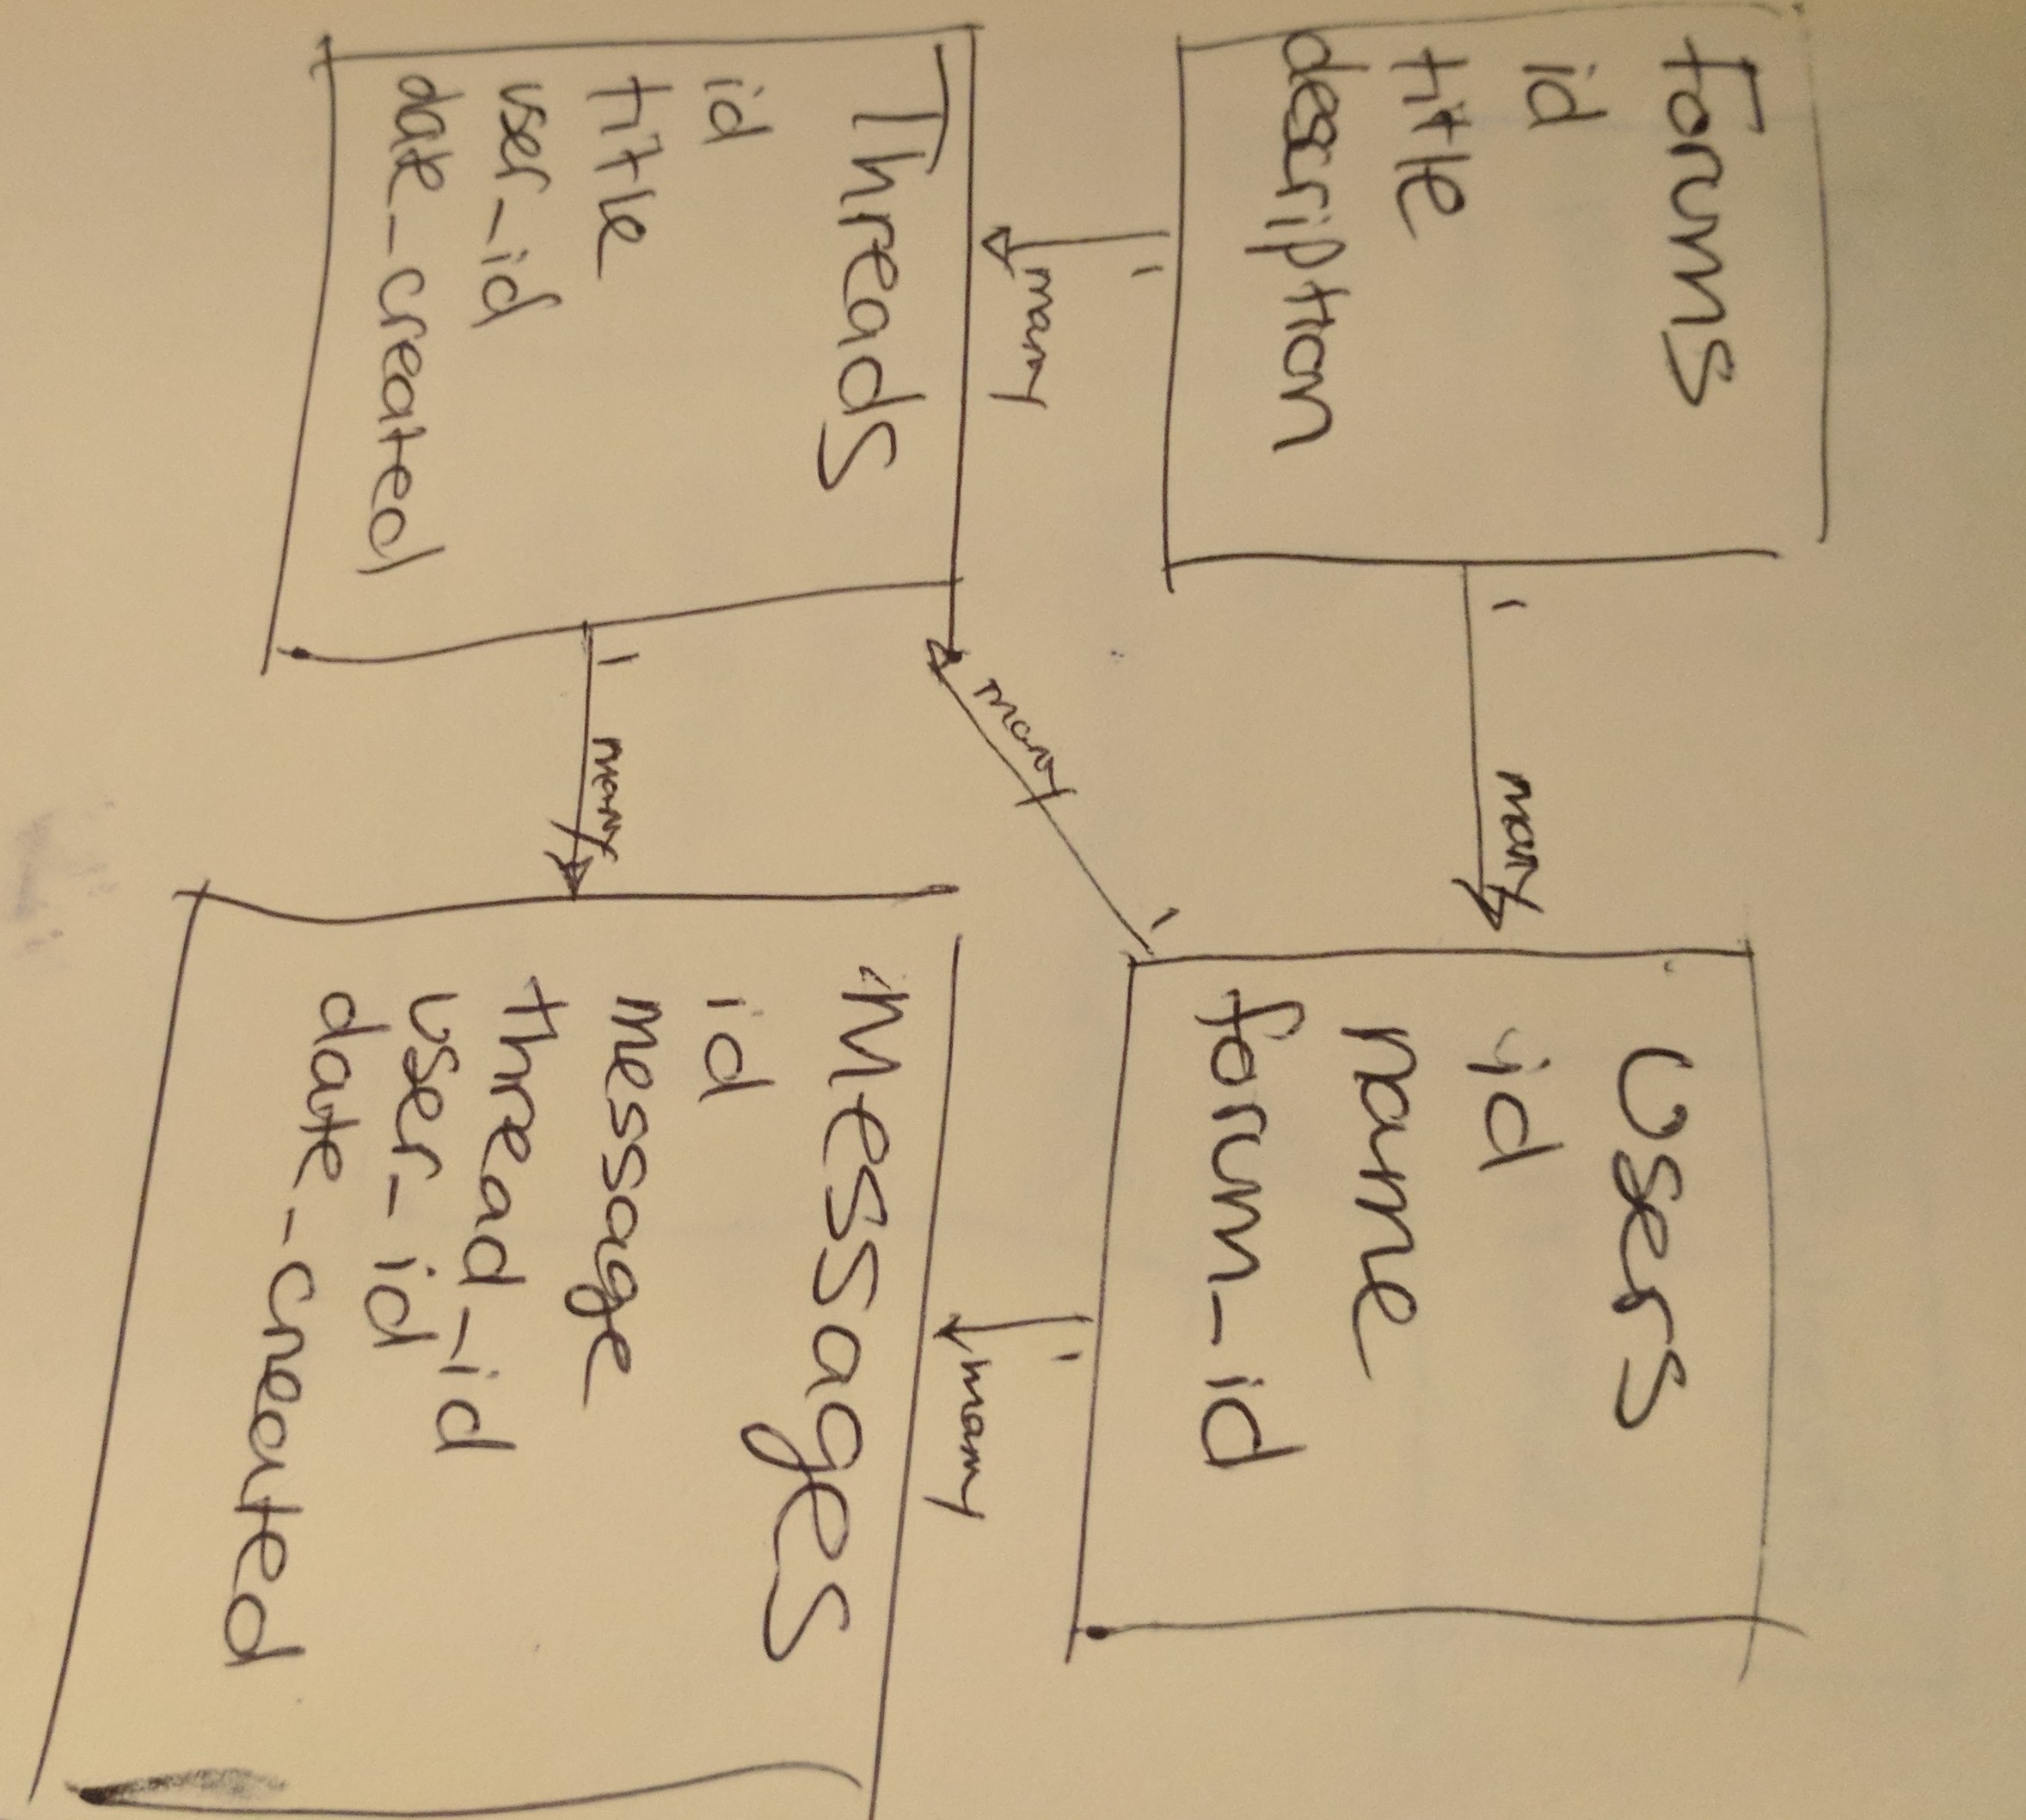 Forums
id
title
description
1
many
Users
id
name
forum_id
1
many
1
many
Threads
id
title
user_id
date_created
1
many
Messages
id
message
thread_id
user_id
date_created
1
many